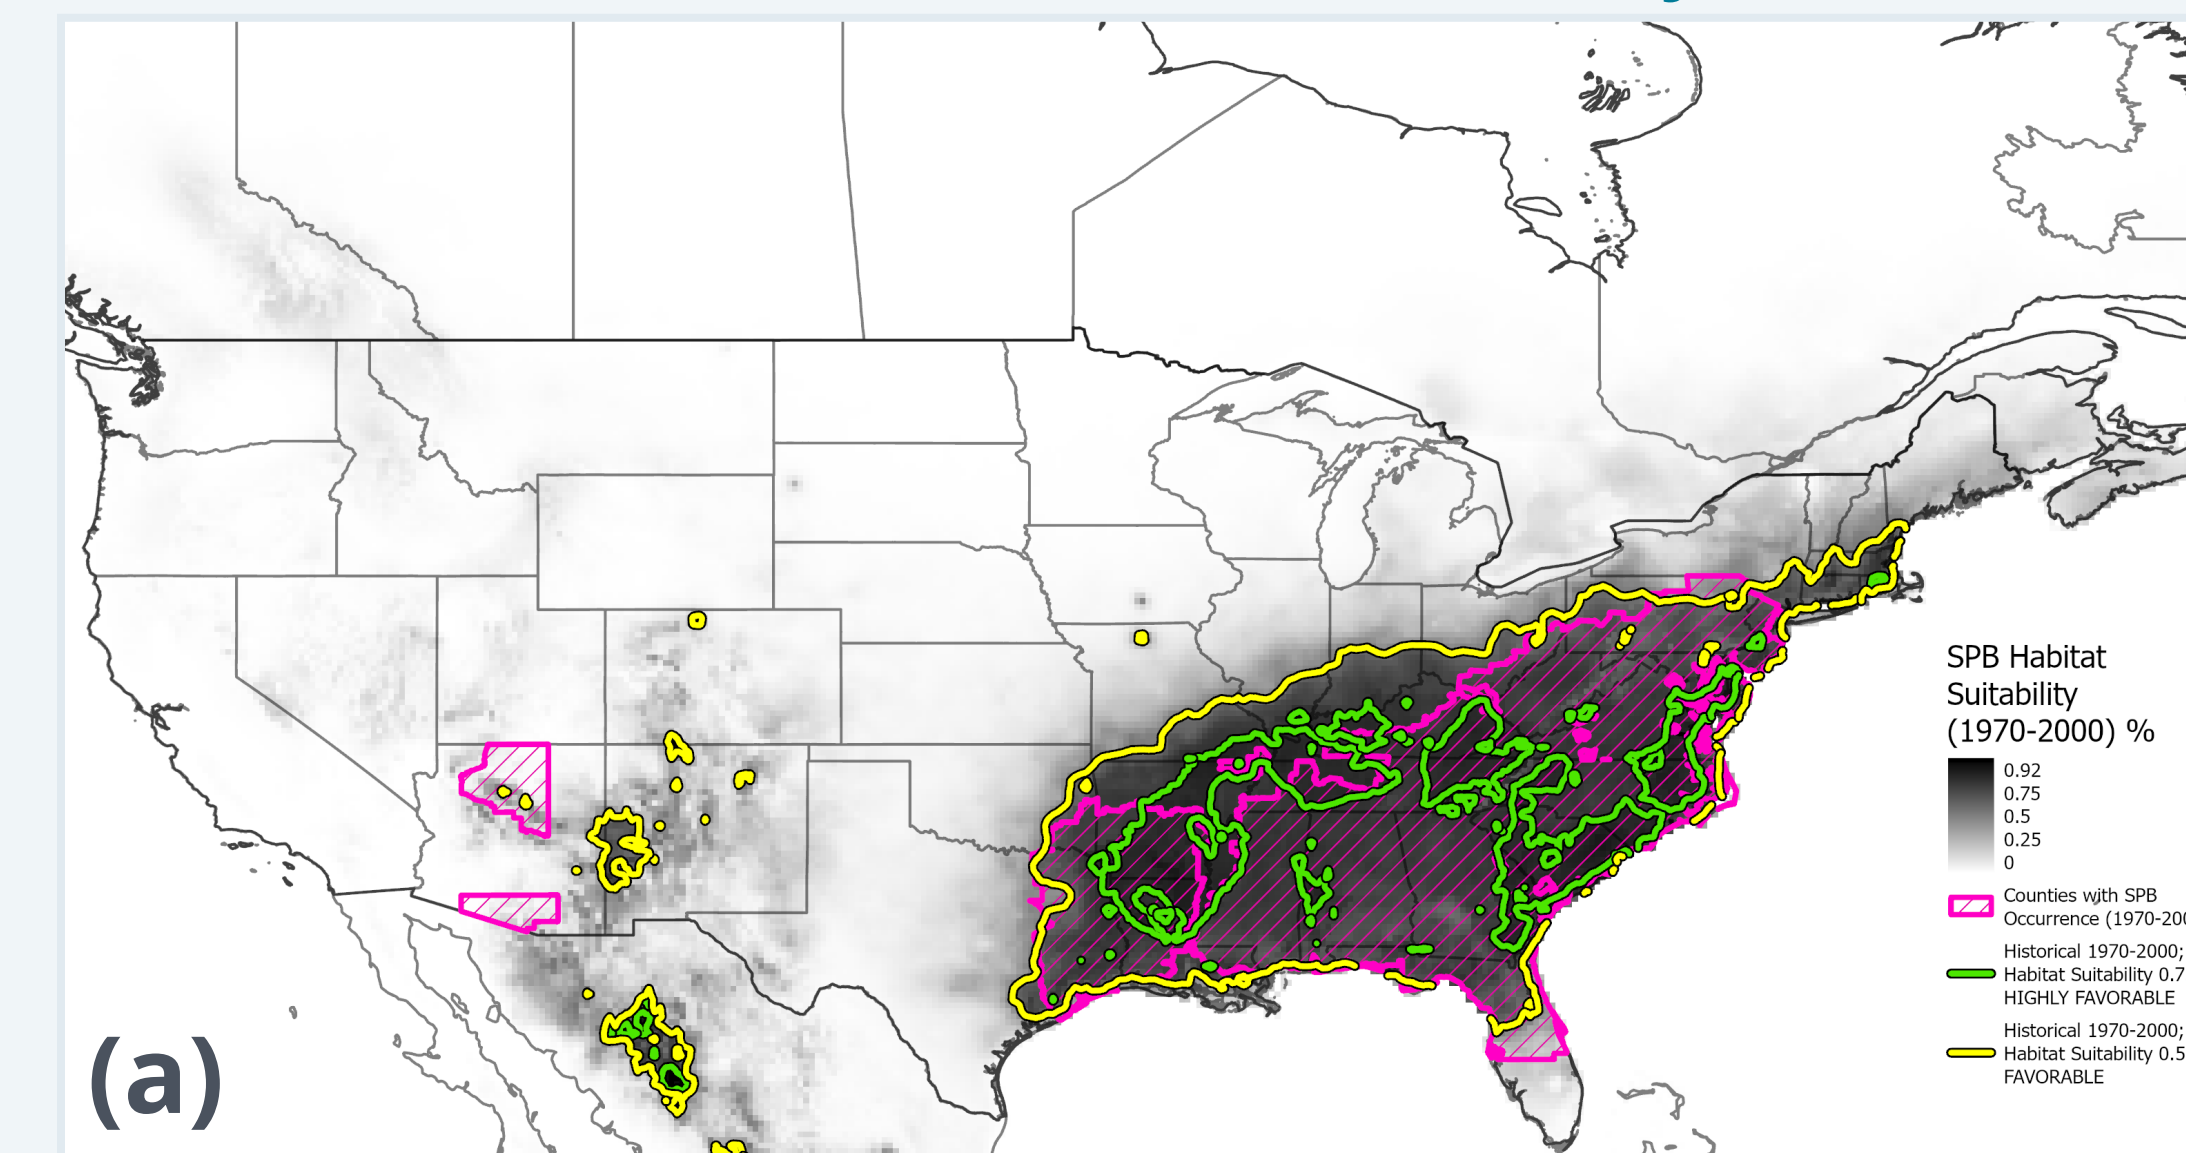 (a)
SPB Habitat
Suitability
(1970-2000) %
0.92
0.75
0.5
0.25
0
Counties with SPB
Occurrence (1970-200
Historical 1970-2000;
Habitat Suitability 0.7
HIGHLY FAVORABLE
Historical 1970-2000;
Habitat Suitability 0.5
FAVORABLE